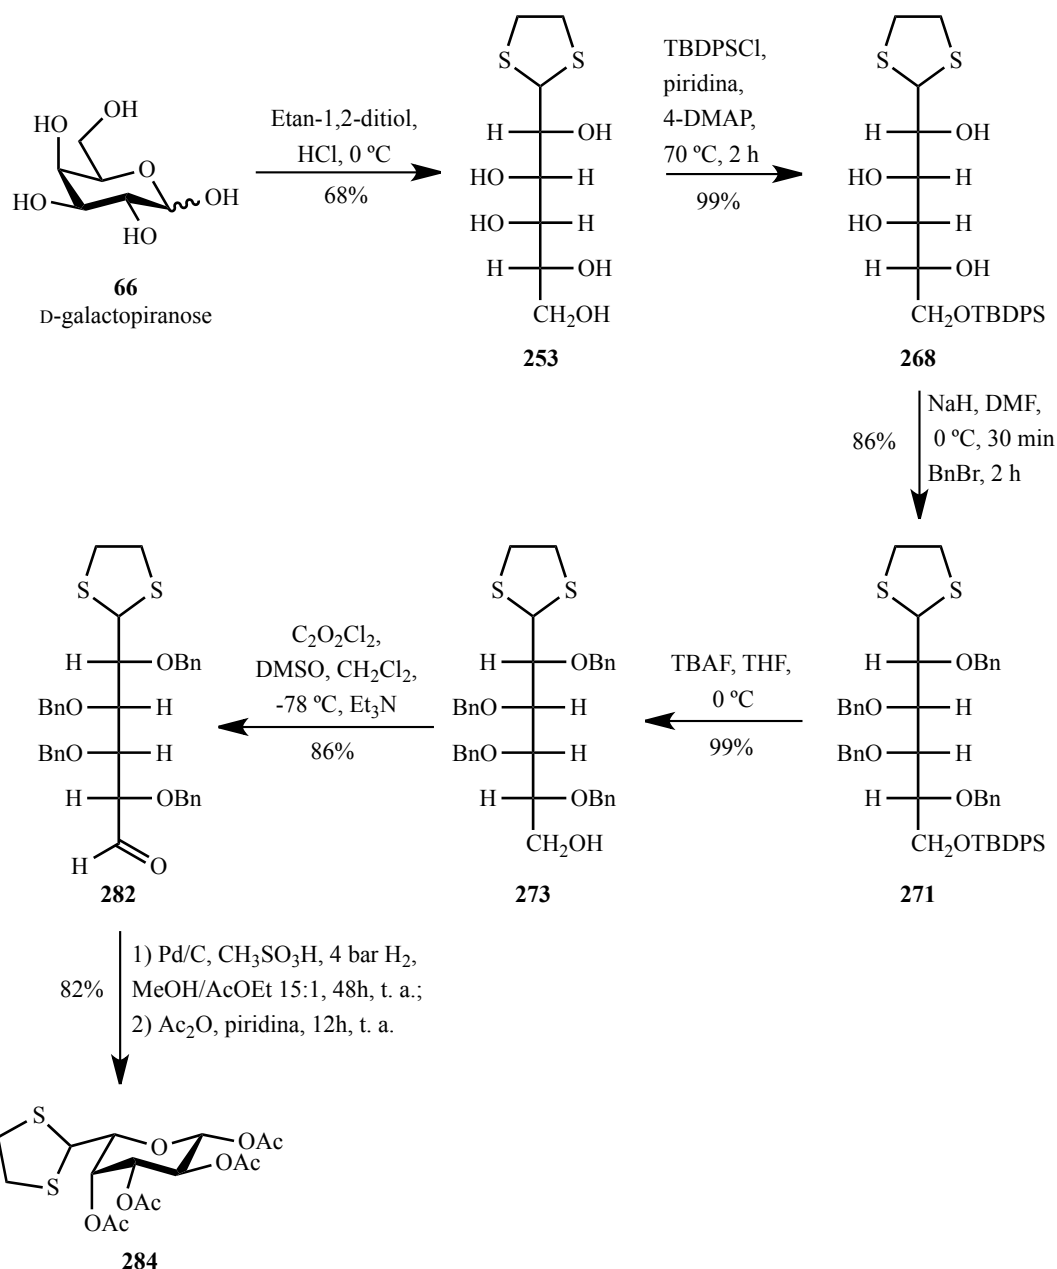 OH
HO
O
HO
OH
HO
66
D-galactopiranose
Etan-1,2-ditiol,
HCl, 0 ºC
68%
S S
H OH
HO H
HO H
H OH
CH2OH
253
TBDPSCl,
piridina,
4-DMAP,
70 ºC, 2 h
99%
S S
H OH
HO H
HO H
H OH
CH2OTBDPS
268
NaH, DMF,
0 ºC, 30 min
BnBr, 2 h
86%
S S
H OBn
BnO H
BnO H
H OBn
CH2OTBDPS
271
TBAF, THF,
0 ºC
99%
S S
H OBn
BnO H
BnO H
H OBn
CH2OH
273
C2O2Cl2,
DMSO, CH2Cl2,
-78 ºC, Et3N
86%
S S
H OBn
BnO H
BnO H
H OBn
H O
282
1) Pd/C, CH3SO3H, 4 bar H2,
MeOH/AcOEt 15:1, 48h, t. a.;
2) Ac2O, piridina, 12h, t. a.
82%
S
O OAc
OAc
S
OAc
OAc
284